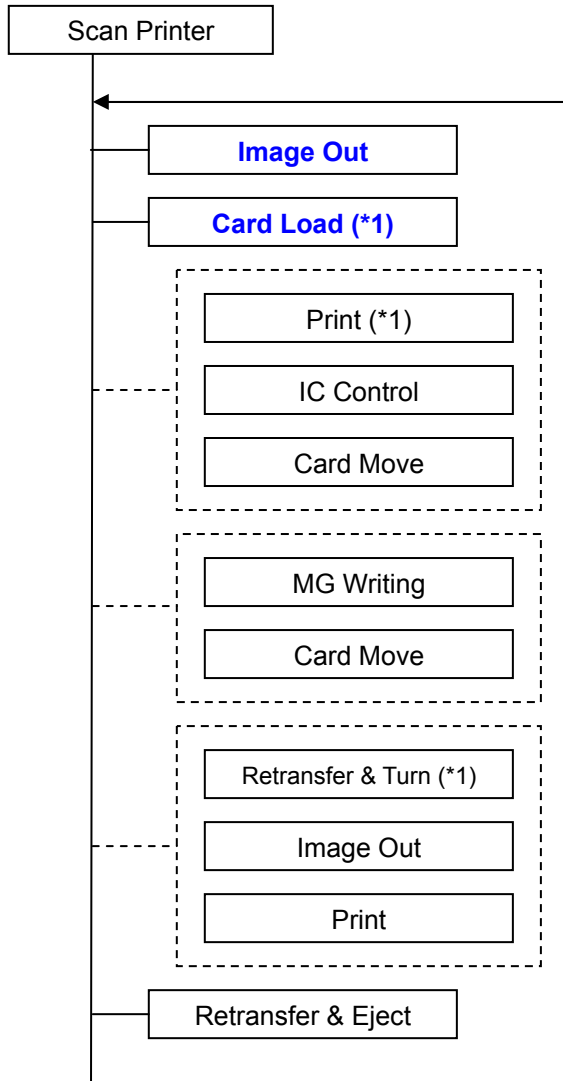 Scan Printer
Image Out
Card Load (*1)
Print (*1)
IC Control
Card Move
MG Writing
Card Move
Retransfer & Turn (*1)
Image Out
Print
Retransfer & Eject